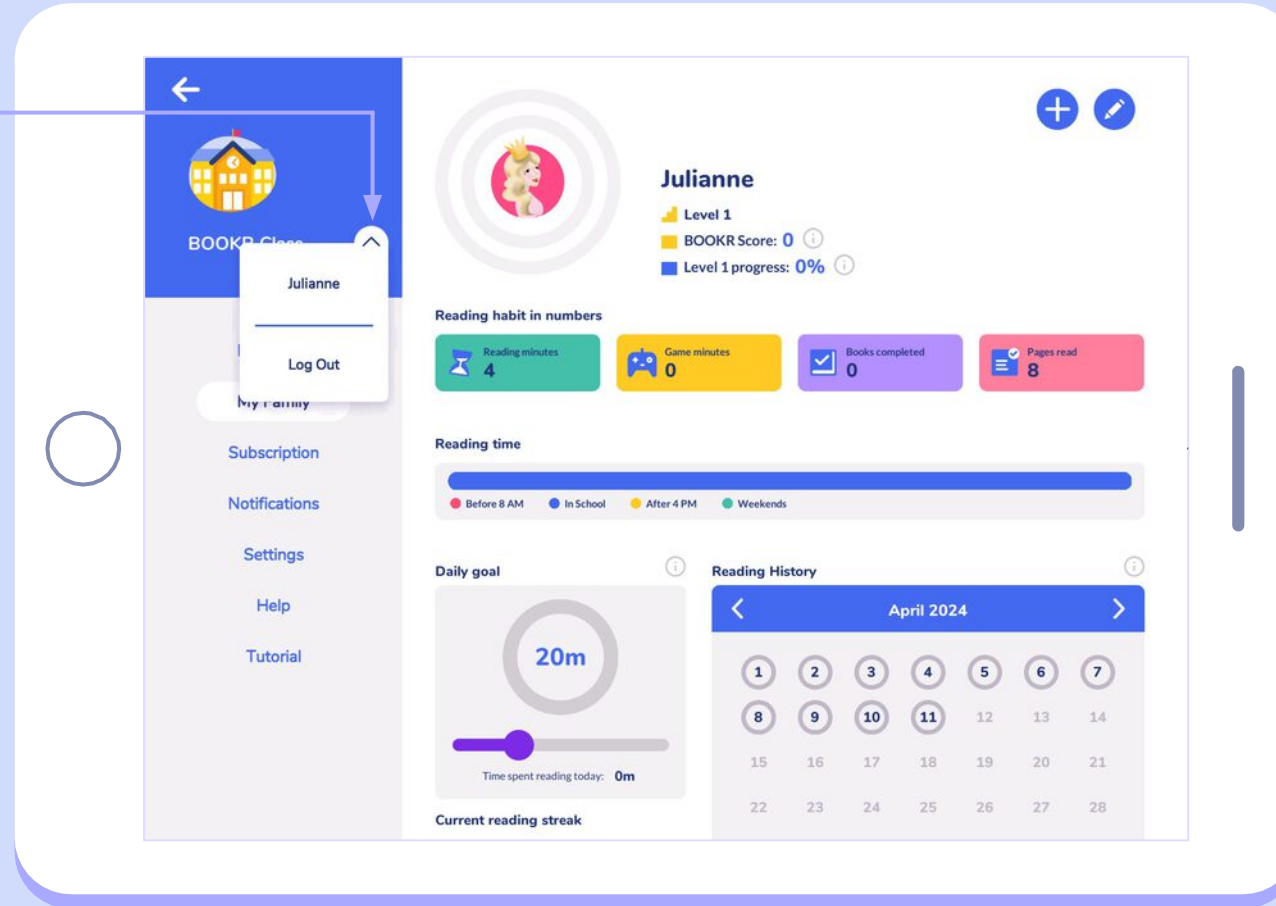 BOOKR Class
Julianne
Log Out
My Family
Subscription
Notifications
Settings
Help
Tutorial
Julianne
Level 1
BOOKR Score: 0
Level 1 progress: 0%
Reading habit in numbers
Reading minutes
4
Game minutes
0
Books completed
0
Pages read
8
Reading time
Before 8 AM In School After 4 PM Weekends
Daily goal
20m
Time spent reading today: 0m
Current reading streak
Reading History
April 2024
1 2 3 4 5 6 7
8 9 10 11 12 13 14
15 16 17 18 19 20 21
22 23 24 25 26 27 28